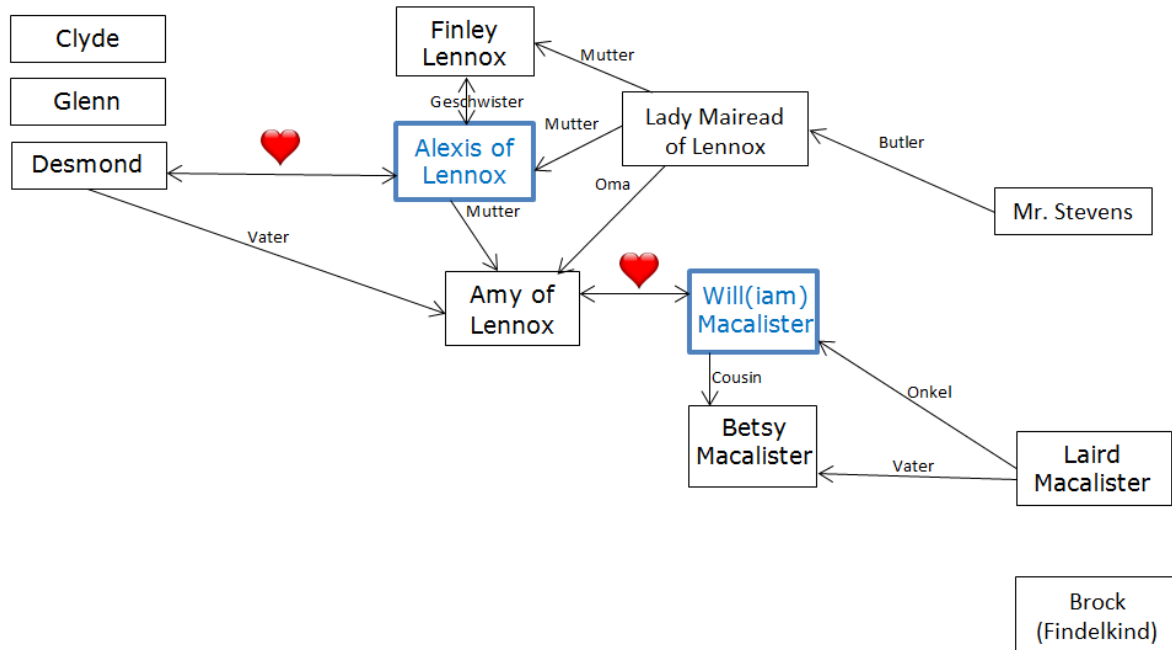 Clyde
Finley
Lennox
Mutter
Glenn
Geschwister
Lady Mairead
of Lennox
Mutter
Alexis of
Lennox
Butler
Desmond
Oma
Mr. Stevens
Mutter
Vater
Amy of
Lennox
Will(iam)
Macalister
Cousin
Onkel
Betsy
Macalister
Vater
Laird
Macalister
Brock
(Findelkind)